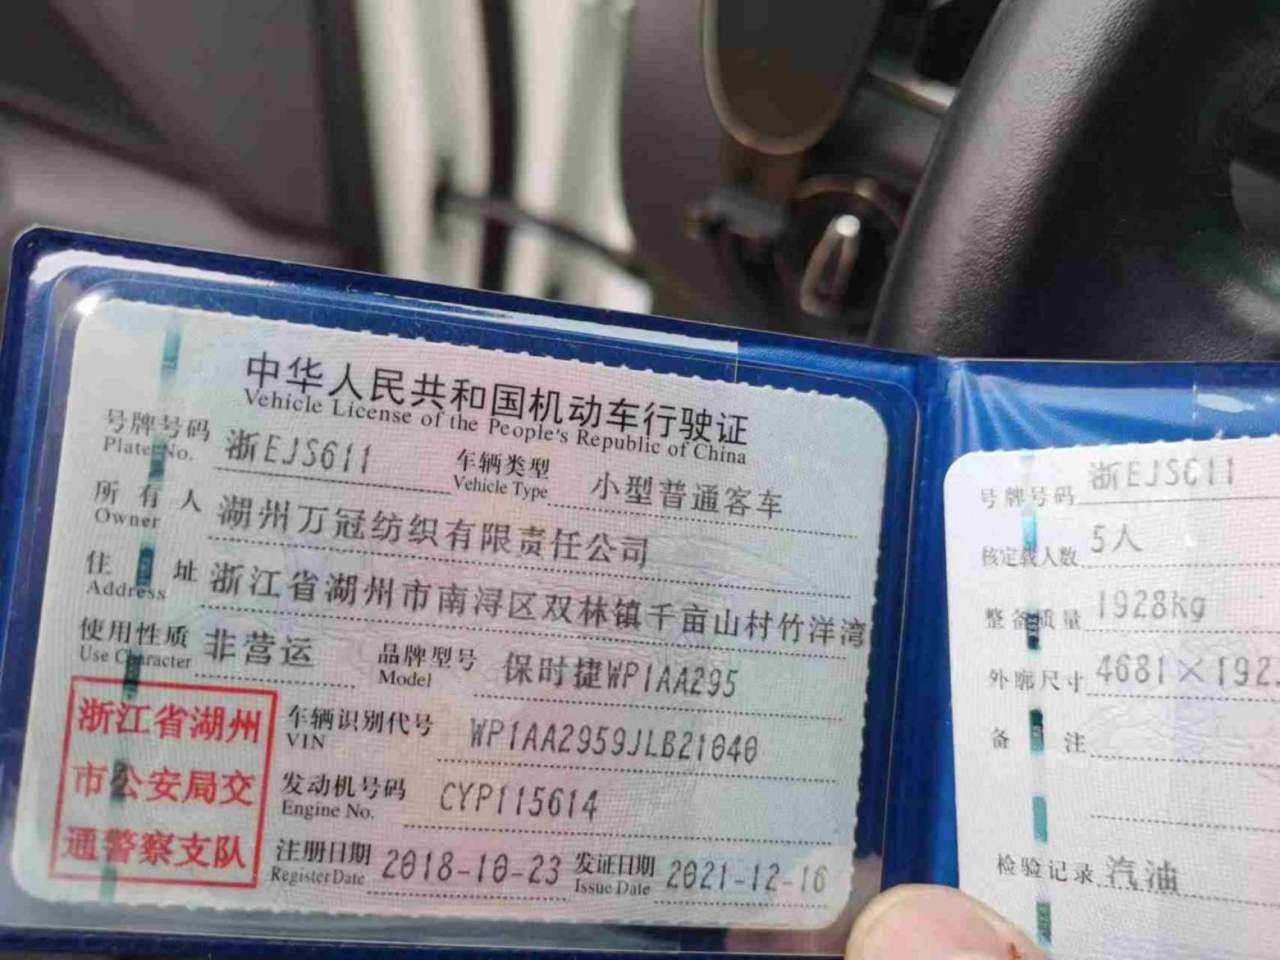 中华人民共和国机动车行驶证
Vehicle License of the People's Republic of China
号牌号码 浙EJS611 车辆类型 小型普通客车
Plate No. Vehicle Type
所有人 湖州万冠纺织有限责任公司
Owner
住址 浙江省湖州市南浔区双林镇千亩山村竹洋湾
Address
使用性质 非营运 品牌型号 保时捷WP1AA295
Use Character Model
浙江省湖州
市公安局交
通警察支队
车辆识别代号 WP1AA2959JLB21040
VIN
发动机号码 CYP115614
Engine No.
注册日期 2018-10-23 发证日期 2021-12-16
Register Date Issue Date
号牌号码 浙EJS611
核定载人数 5人
整备质量 1928kg
外廓尺寸 4681×192
备注
检验记录 汽油